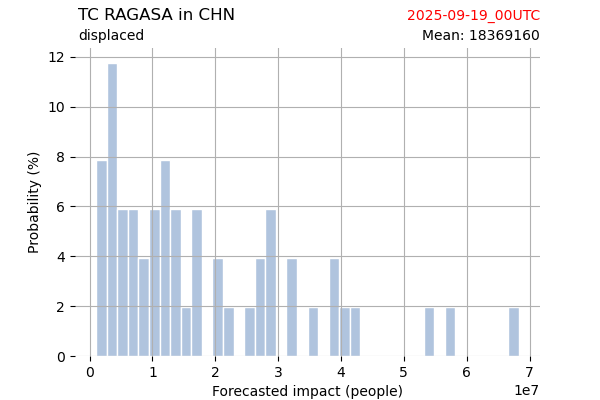 TC RAGASA in CHN
2025-09-19_00UTC
displaced
Mean: 18369160
12
10
8
6
4
2
0
Probability (%)
0 1 2 3 4 5 6 7
1e7
Forecasted impact (people)